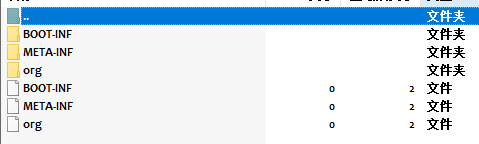 .. 文件夹
BOOT-INF 文件夹
META-INF 文件夹
org 文件夹
BOOT-INF 0 2 文件
META-INF 0 2 文件
org 0 2 文件